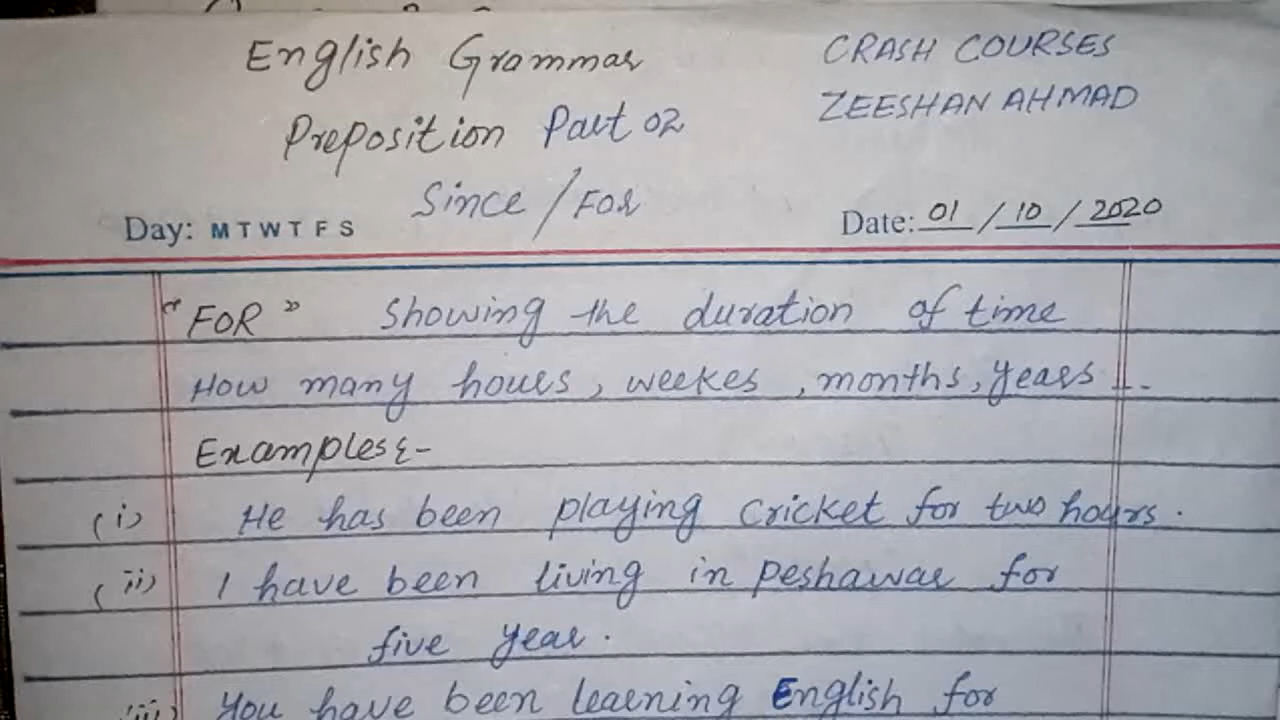 English Grammar
CRASH COURSES
Preposition Part 02
ZEESHAN AHMAD
Since / For
Day: M T W T F S
Date: 01 / 10 / 2020
"FOR" Showing the duration of time
How many hours, weekes, months, years ...
Examples:-
(i) He has been playing cricket for two hours.
(ii) I have been living in peshawar for
five year.
(iii) You have been learning English for